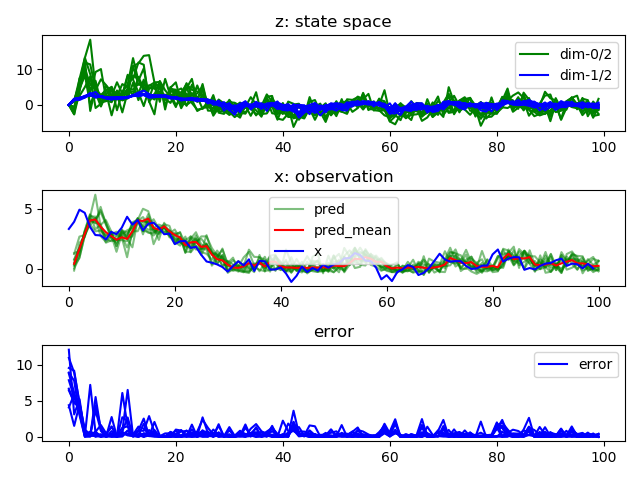 z: state space
10
0
dim-0/2
dim-1/2
0 20 40 60 80 100
x: observation
5
0
pred
pred_mean
x
0 20 40 60 80 100
error
10
5
0
error
0 20 40 60 80 100